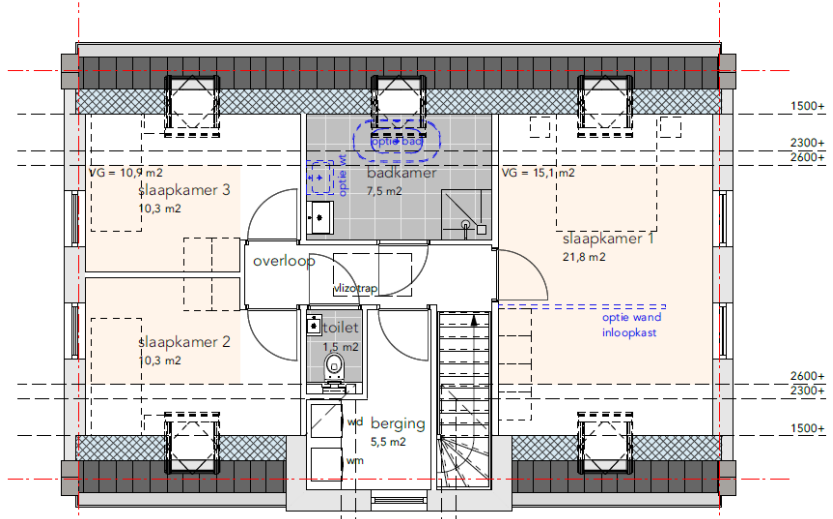 1500+
2300+
2600+
VG = 10,9 m2
slaapkamer 3
10,3 m2
optie bad
optie wt
badkamer
7,5 m2
VG = 15,1 m2
slaapkamer 1
21,8 m2
overloop
vlizotrap
optie wand
inloopkast
toilet
1,5 m2
slaapkamer 2
10,3 m2
2600+
2300+
1500+
wd
berging
5,5 m2
wm